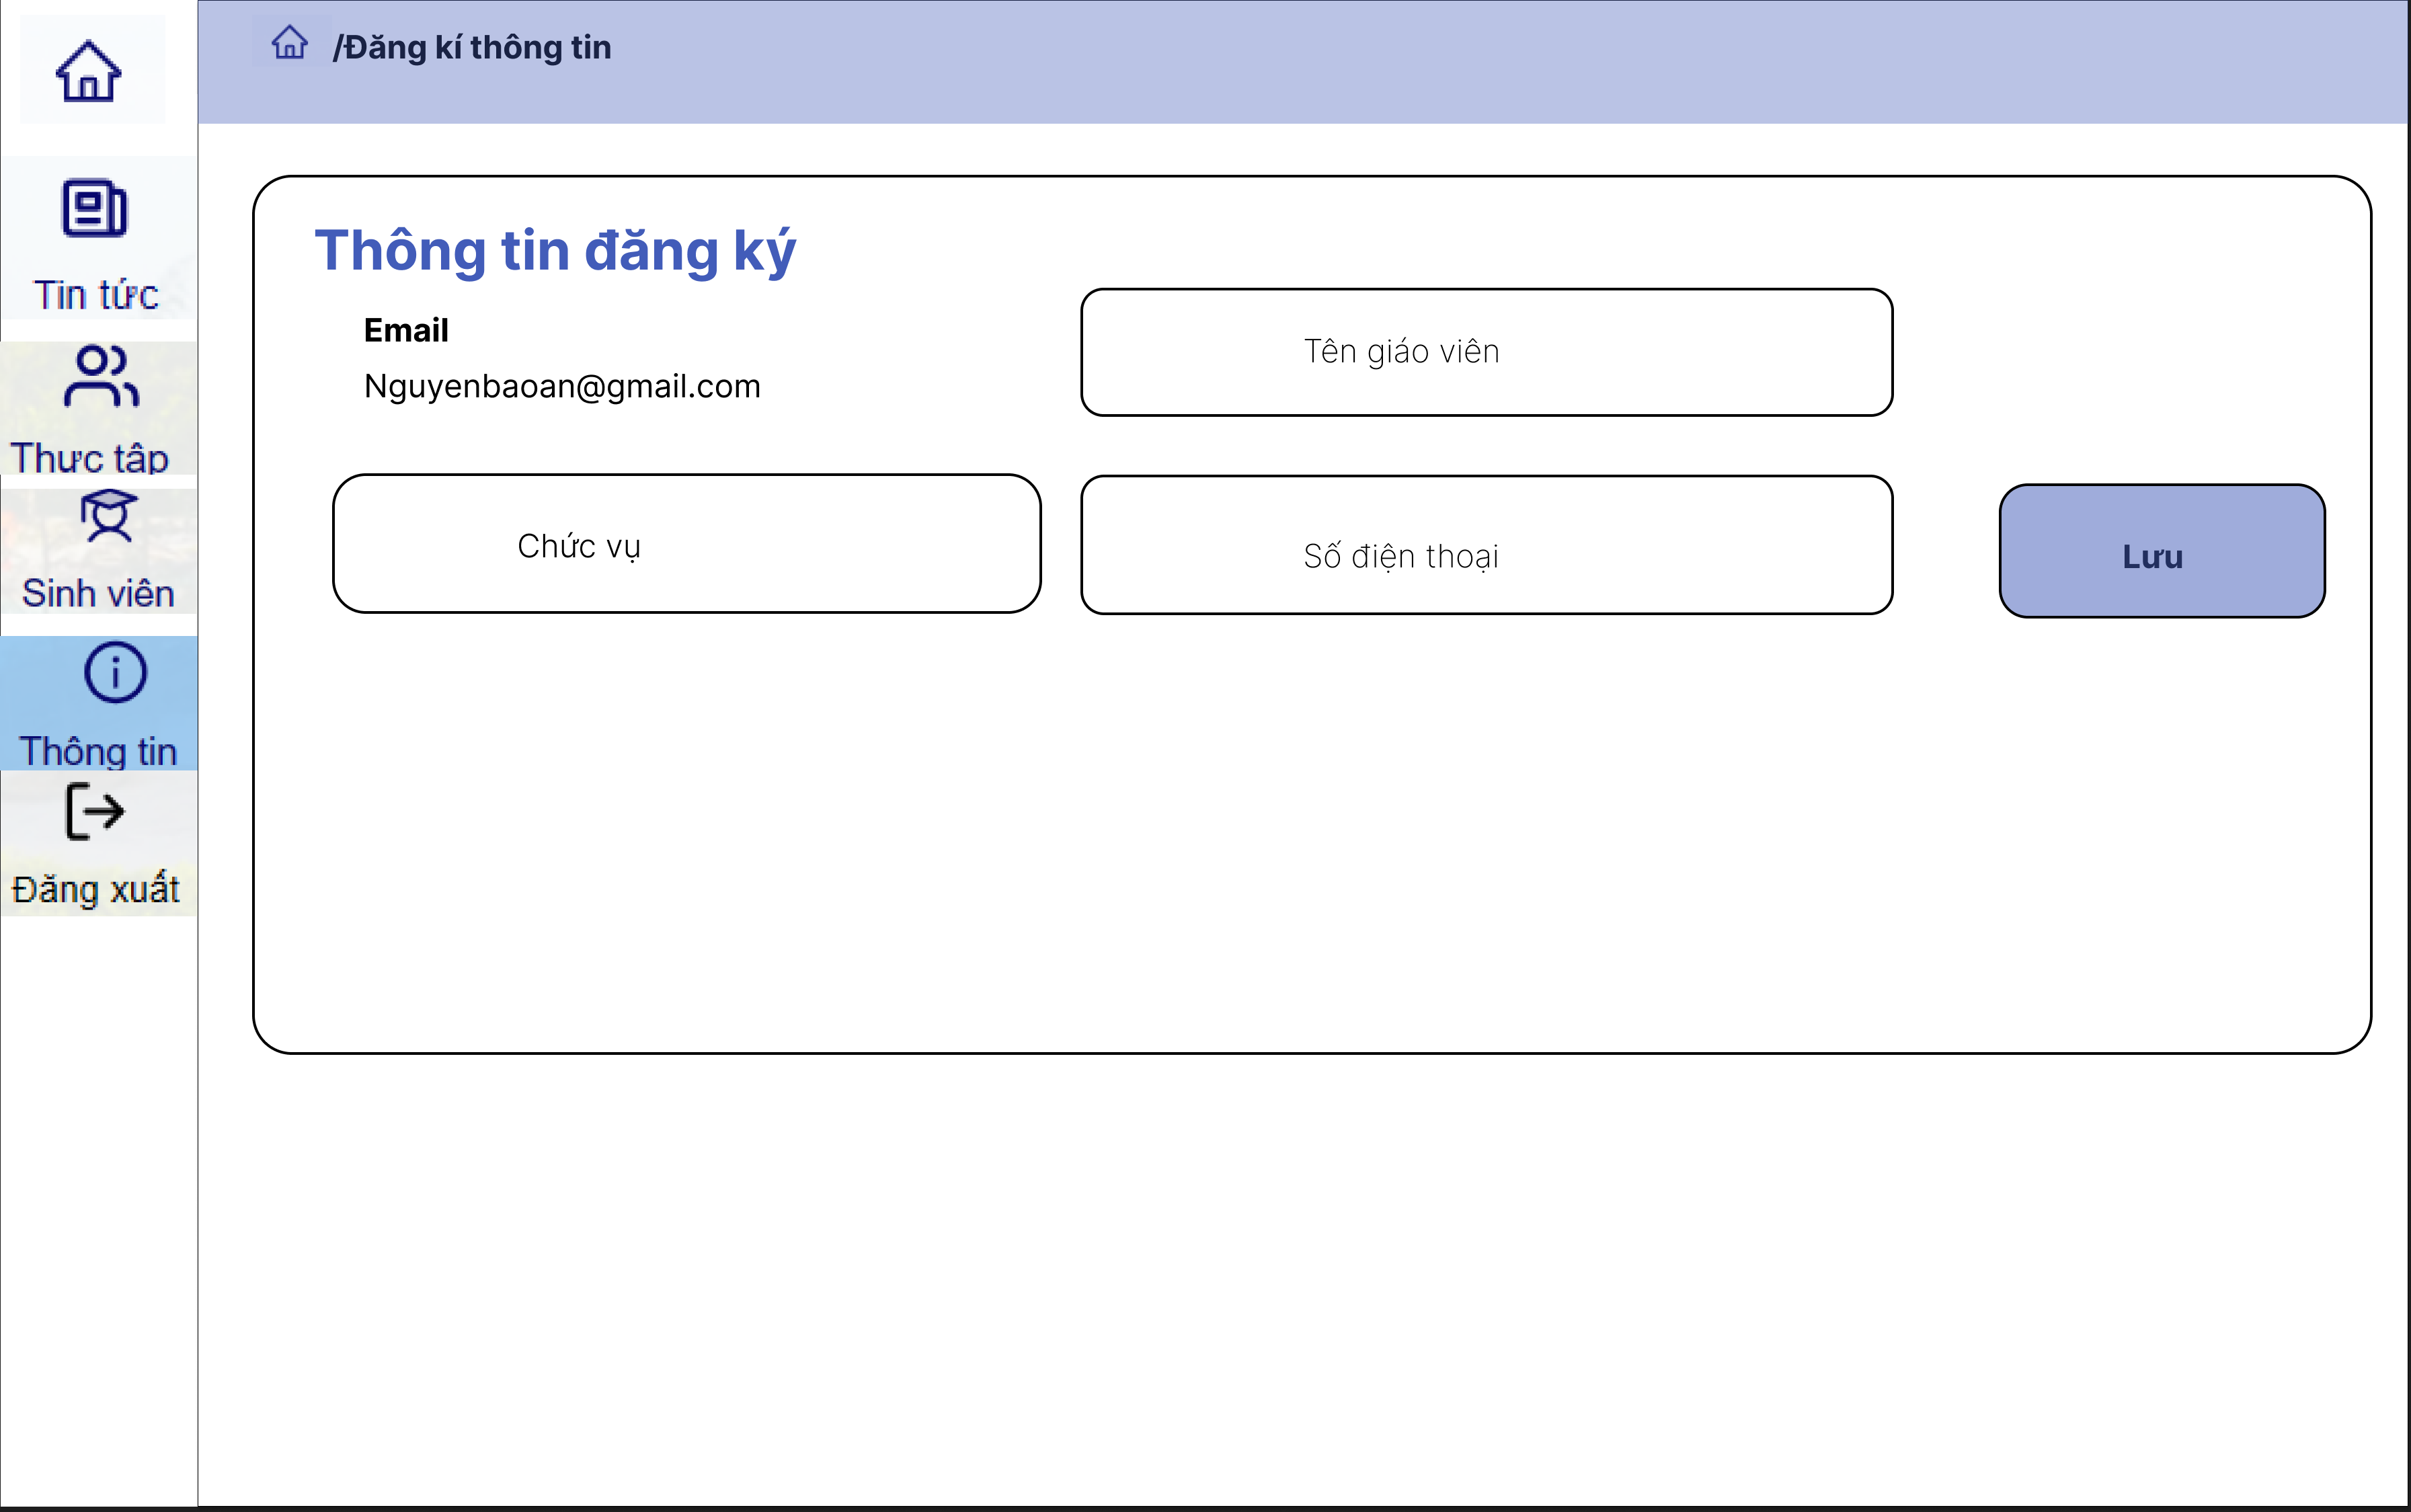 /Đăng kí thông tin
Tin tức
Thực tập
Sinh viên
Thông tin
Đăng xuất
Thông tin đăng ký
Email
Nguyenbaoan@gmail.com
Tên giáo viên
Chức vụ
Số điện thoại
Lưu